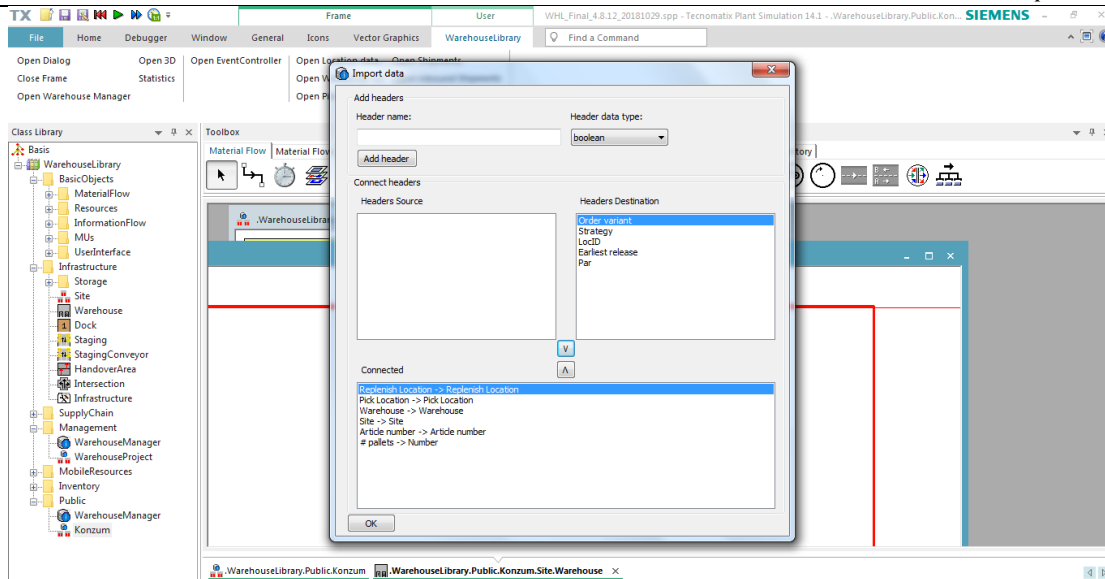 TX WHL_Final_4.8.12_20181029.spp - Tecnomatix Plant Simulation 14.1 - .WarehouseLibrary.Public.Kon... SIEMENS
Frame User
File Home Debugger Window General Icons Vector Graphics WarehouseLibrary Find a Command
Open Dialog Open 3D Open EventController
Close Frame Statistics
Open Warehouse Manager
Import data
Add headers
Header name: Header data type:
boolean
Add header
Connect headers
Headers Source Headers Destination
Order variant
Strategy
LocID
Earliest release
Par
V
Connected Λ
Replenish Location -> Replenish Location
Pick Location -> Pick Location
Warehouse -> Warehouse
Site -> Site
Article number -> Article number
# pallets -> Number
OK
Class Library Toolbox
Material Flow
Basis
WarehouseLibrary
BasicObjects
MaterialFlow
Resources
InformationFlow
MUs
UserInterface
Infrastructure
Storage
Site
Warehouse
Dock
Staging
StagingConveyor
HandoverArea
Intersection
Infrastructure
SupplyChain
Management
WarehouseManager
WarehouseProject
MobileResources
Inventory
Public
WarehouseManager
Konzum
.WarehouseLibrary.Public.Konzum .WarehouseLibrary.Public.Konzum.Site.Warehouse